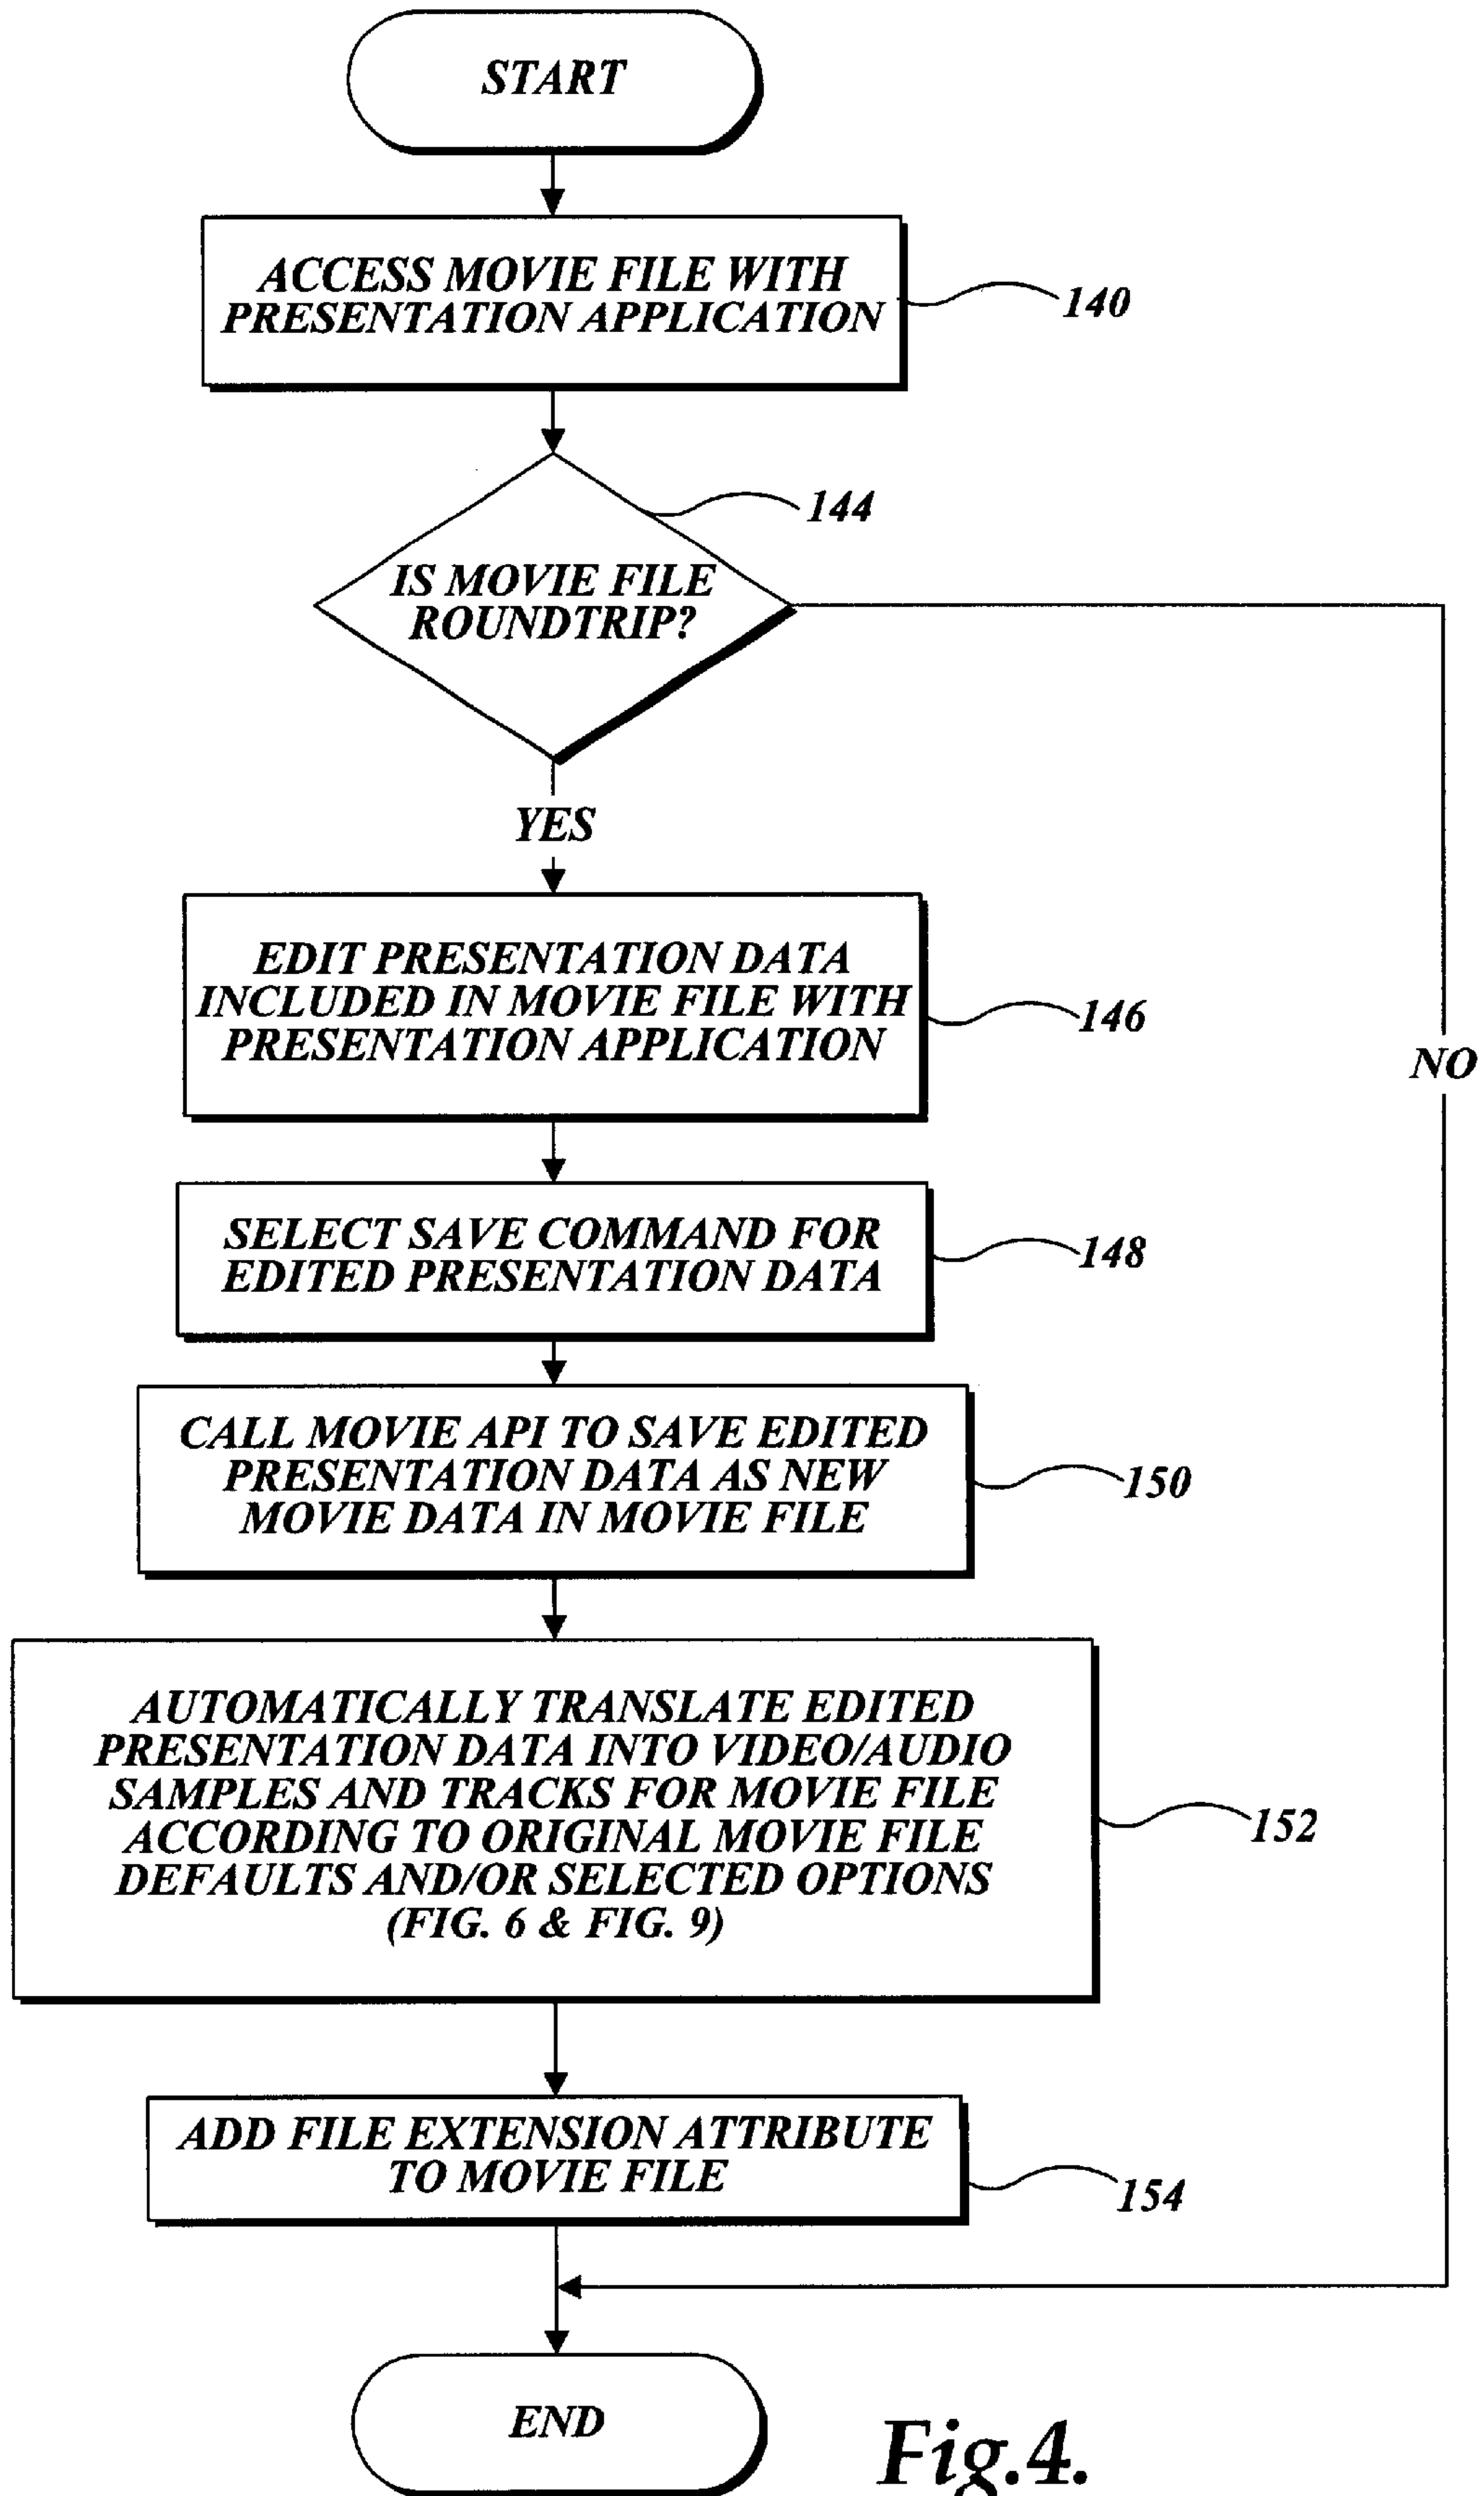 START
ACCESS MOVIE FILE WITH
PRESENTATION APPLICATION
140
144
IS MOVIE FILE
ROUNDTRIP?
YES
EDIT PRESENTATION DATA
INCLUDED IN MOVIE FILE WITH
PRESENTATION APPLICATION
146
NO
SELECT SAVE COMMAND FOR
EDITED PRESENTATION DATA
148
CALL MOVIE API TO SAVE EDITED
PRESENTATION DATA AS NEW
MOVIE DATA IN MOVIE FILE
150
AUTOMATICALLY TRANSLATE EDITED
PRESENTATION DATA INTO VIDEO/AUDIO
SAMPLES AND TRACKS FOR MOVIE FILE
ACCORDING TO ORIGINAL MOVIE FILE
DEFAULTS AND/OR SELECTED OPTIONS
(FIG. 6 & FIG. 9)
152
ADD FILE EXTENSION ATTRIBUTE
TO MOVIE FILE
154
END
Fig.4.